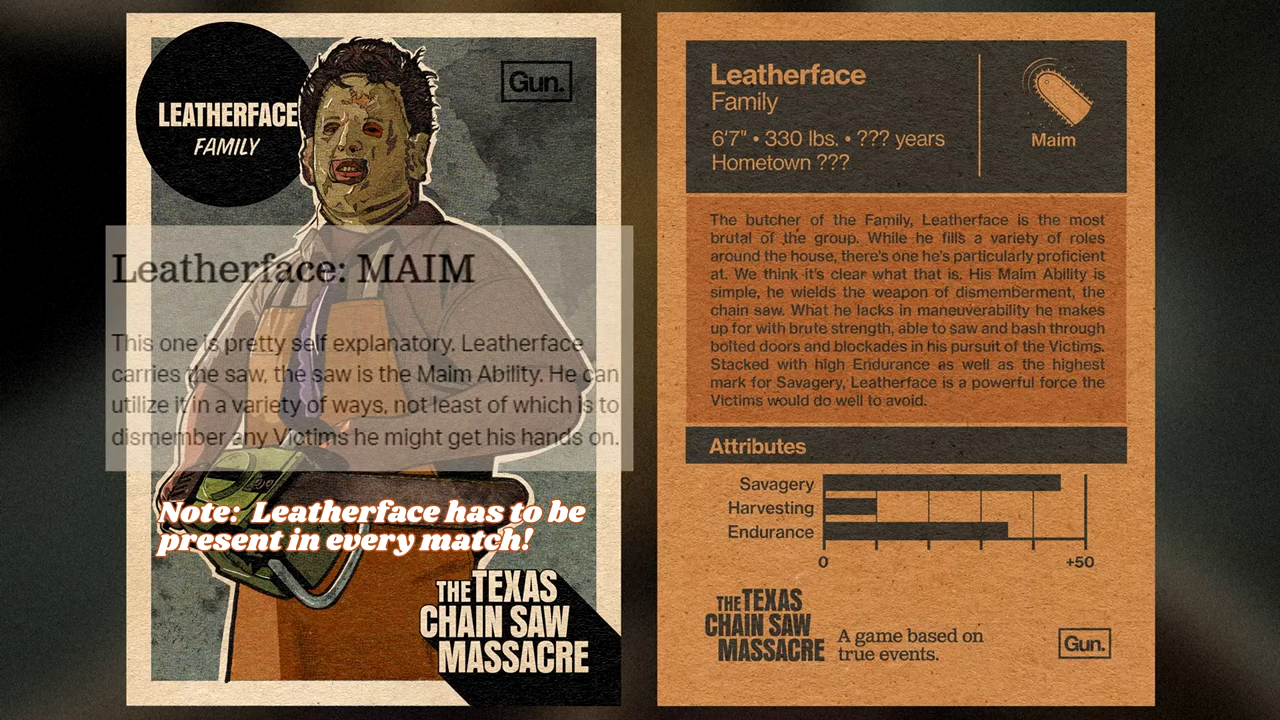 LEATHERFACE
FAMILY
Gun.
Leatherface: MAIM
This one is pretty self explanatory. Leatherface
carries the saw, the saw is the Maim Ability. He can
utilize it in a variety of ways, not least of which is to
dismember any Victims he might get his hands on.
Note: Leatherface has to be
present in every match!
THE TEXAS
CHAIN SAW
MASSACRE
Leatherface
Family
6'7" • 330 lbs. • ??? years
Hometown ???
Maim
The butcher of the Family, Leatherface is the most
brutal of the group. While he fills a variety of roles
around the house, there's one he's particularly proficient
at. We think it's clear what that is. His Maim Ability is
simple, he wields the weapon of dismemberment, the
chain saw. What he lacks in maneuverability he makes
up for with brute strength, able to saw and bash through
bolted doors and blockades in his pursuit of the Victims.
Stacked with high Endurance as well as the highest
mark for Savagery, Leatherface is a powerful force the
Victims would do well to avoid.
Attributes
Savagery
Harvesting
Endurance
0 +50
THE TEXAS
CHAIN SAW
MASSACRE
A game based on
true events.
Gun.